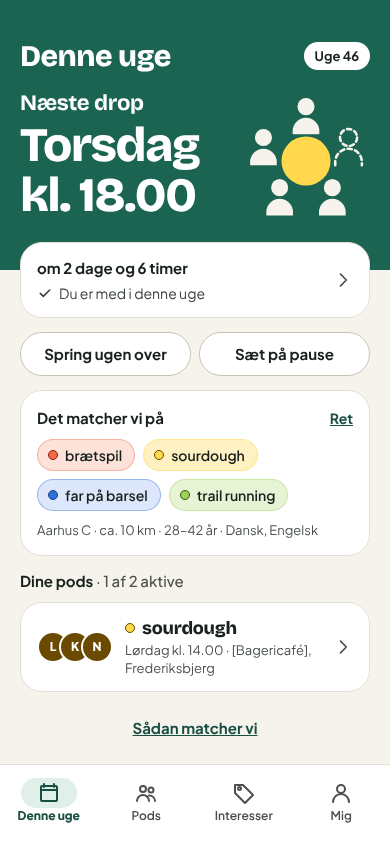 Denne uge
Uge 46
Næste drop
Torsdag
kl. 18.00
om 2 dage og 6 timer
Du er med i denne uge
Spring ugen over
Sæt på pause
Det matcher vi på
Ret
brætspil
sourdough
far på barsel
trail running
Aarhus C · ca. 10 km · 28–42 år · Dansk, Engelsk
Dine pods · 1 af 2 aktive
L K N
sourdough
Lørdag kl. 14.00 · [Bagericafé],
Frederiksbjerg
Sådan matcher vi
Denne uge
Pods
Interesser
Mig